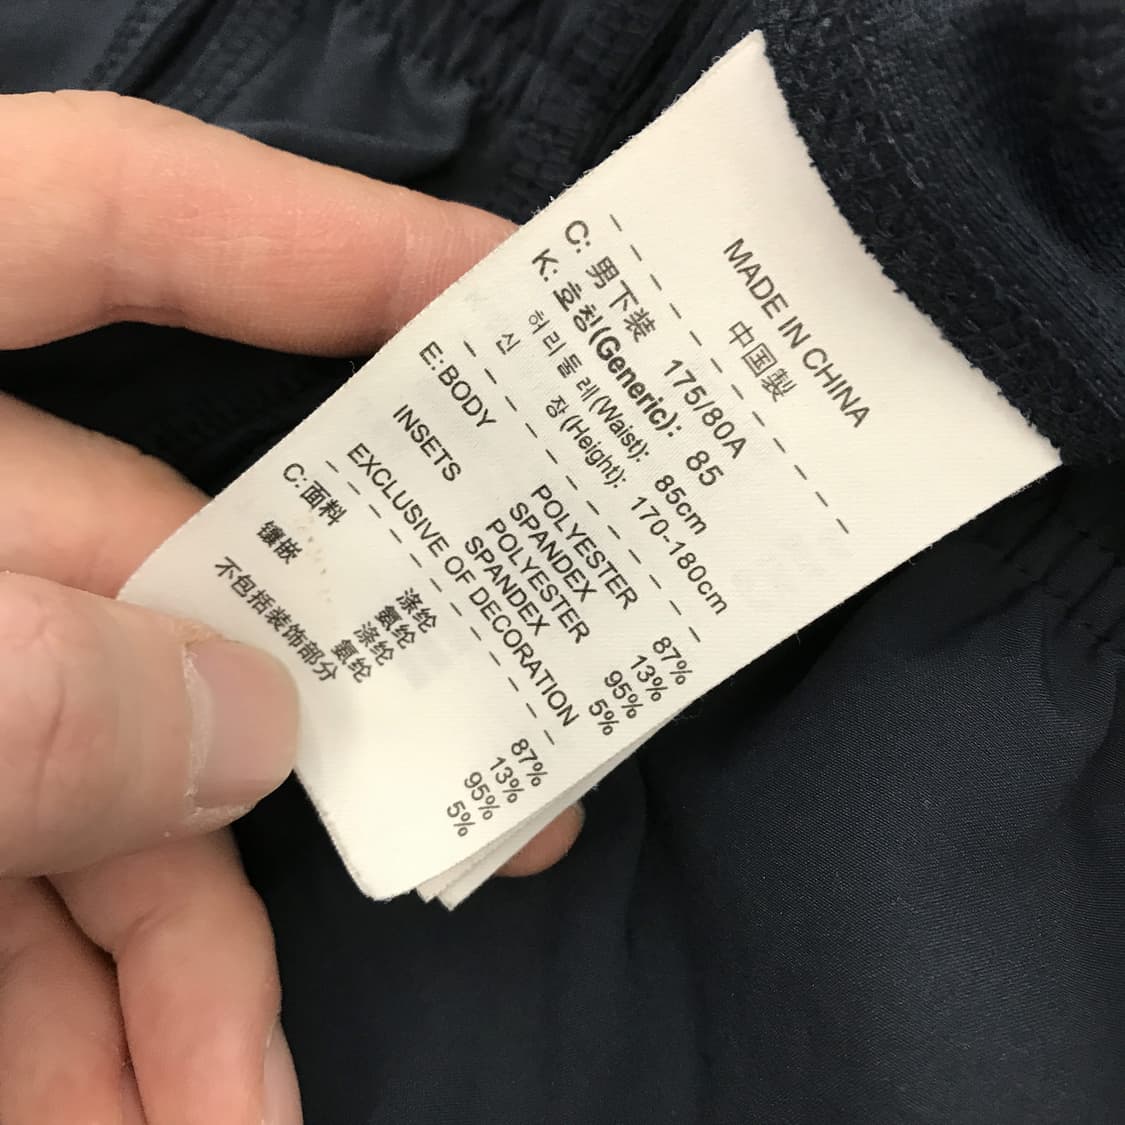 MADE IN CHINA
中国製
C: 男下装 175/80A
K: 호칭(Generic): 85
허리둘레(Waist): 85cm
신 장(Height): 170-180cm
E: BODY POLYESTER 87%
SPANDEX 13%
INSETS POLYESTER 95%
SPANDEX 5%
EXCLUSIVE OF DECORATION
C: 面料 涤纶 87%
氨纶 13%
镶嵌 涤纶 95%
氨纶 5%
不包括装饰部分